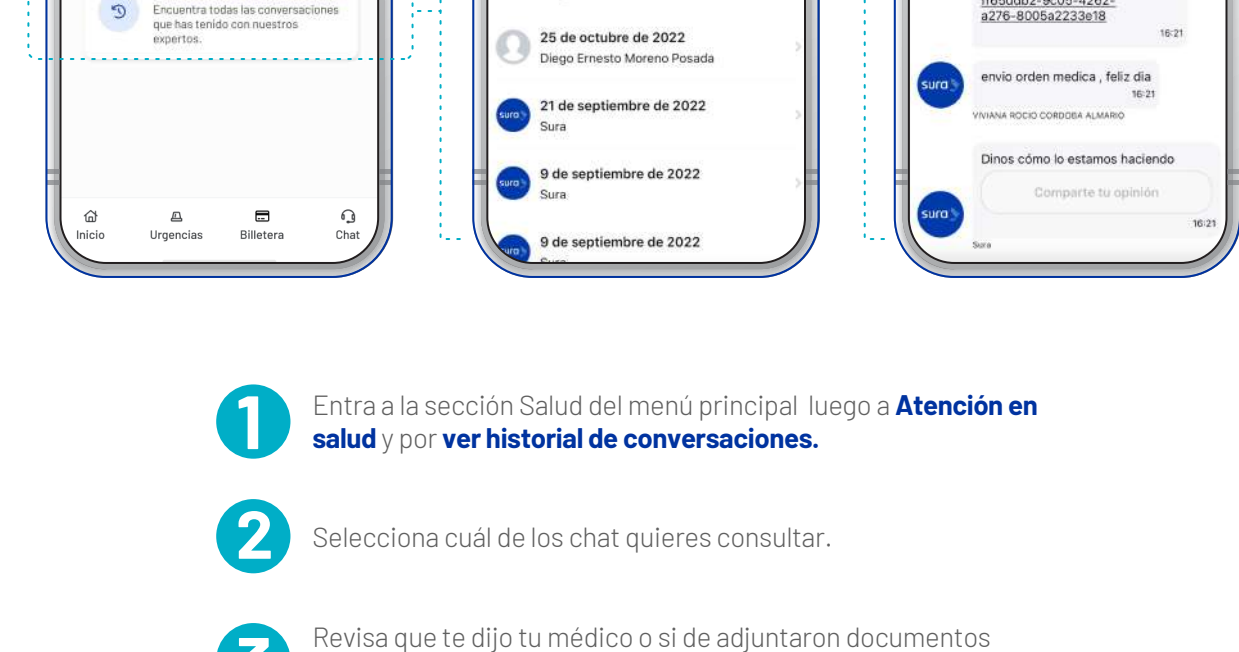 Encuentra todas las conversaciones
que has tenido con nuestros
expertos.
Inicio
Urgencias
Billetera
Chat
25 de octubre de 2022
Diego Ernesto Moreno Posada
sura
21 de septiembre de 2022
Sura
sura
9 de septiembre de 2022
Sura
sura
9 de septiembre de 2022
Sura
a276-8005a2233e18
16:21
sura
envio orden medica , feliz dia
16:21
VIVIANA ROCIO CORDOBA ALMARIO
Dinos cómo lo estamos haciendo
Comparte tu opinión
sura
16:21
Sura
1
Entra a la sección Salud del menú principal luego a Atención en
salud y por ver historial de conversaciones.
2
Selecciona cuál de los chat quieres consultar.
3
Revisa que te dijo tu médico o si de adjuntaron documentos